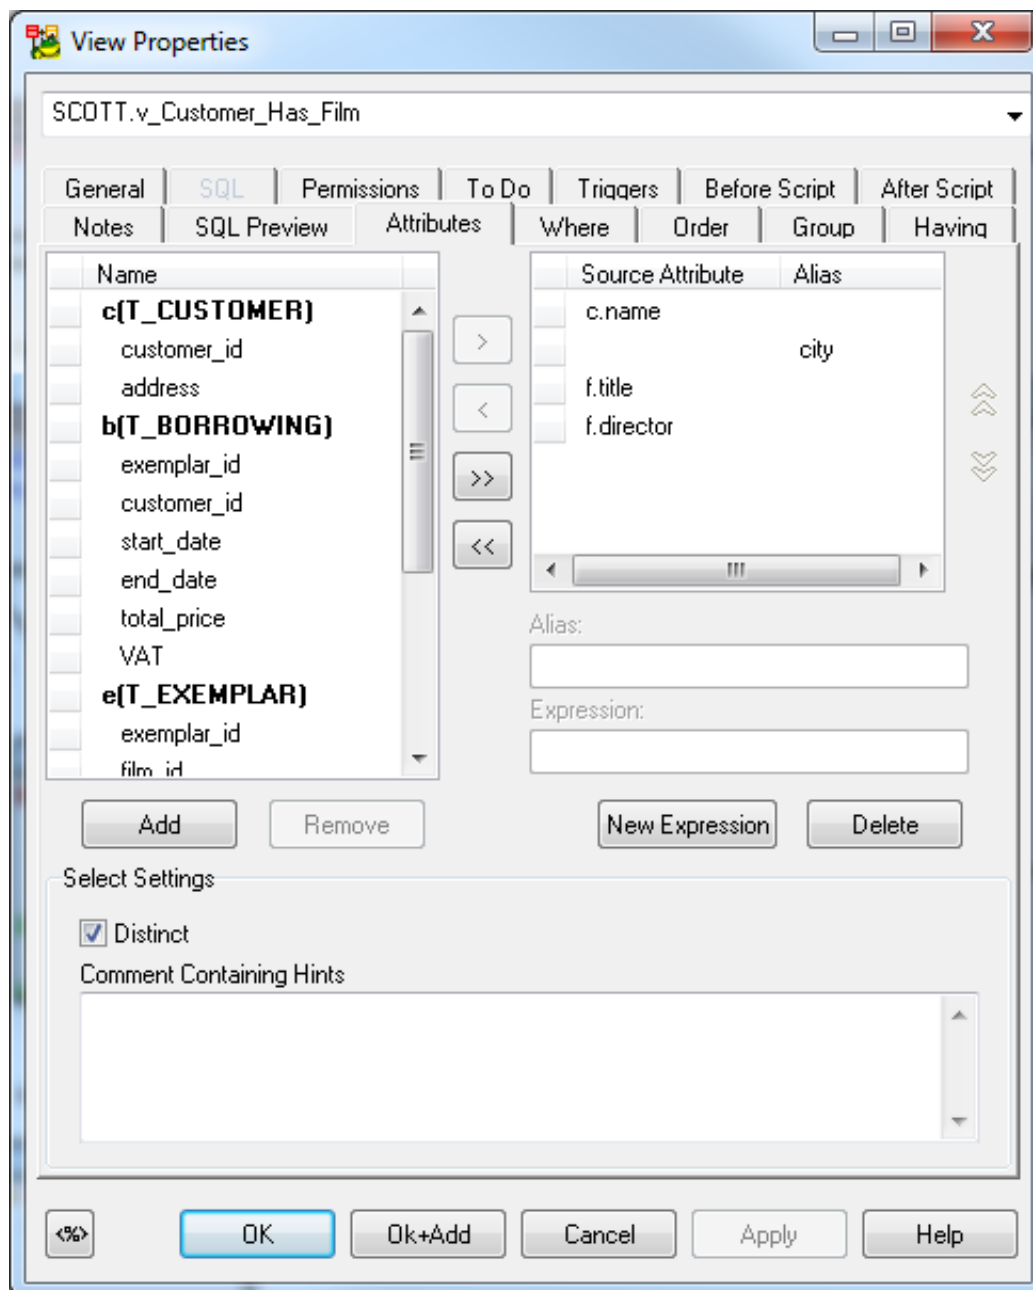 View Properties
SCOTT.v_Customer_Has_Film
General SQL Permissions To Do Triggers Before Script After Script
Notes SQL Preview Attributes Where Order Group Having
Name
c(T_CUSTOMER)
customer_id
address
b(T_BORROWING)
exemplar_id
customer_id
start_date
end_date
total_price
VAT
e(T_EXEMPLAR)
exemplar_id
film_id
>
<
>>
<<
Source Attribute Alias
c.name
city
f.title
f.director
Alias:
Expression:
Add Remove New Expression Delete
Select Settings
Distinct
Comment Containing Hints
<%> OK Ok+Add Cancel Apply Help